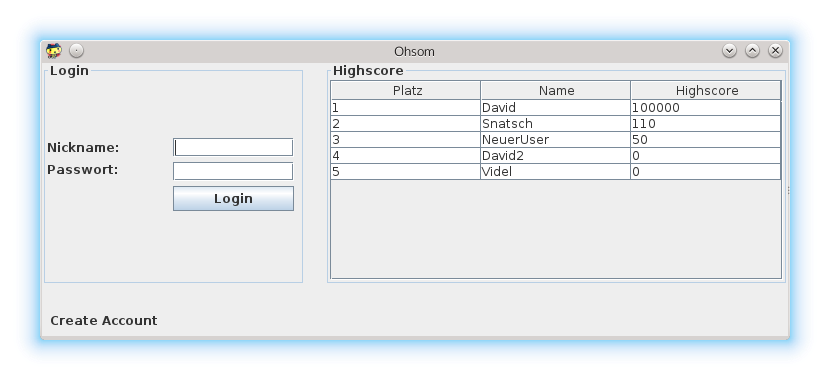 Ohsom
Login
Nickname:
Passwort:
Login
Create Account
Highscore
Platz Name Highscore
1 David 100000
2 Snatsch 110
3 NeuerUser 50
4 David2 0
5 Videl 0